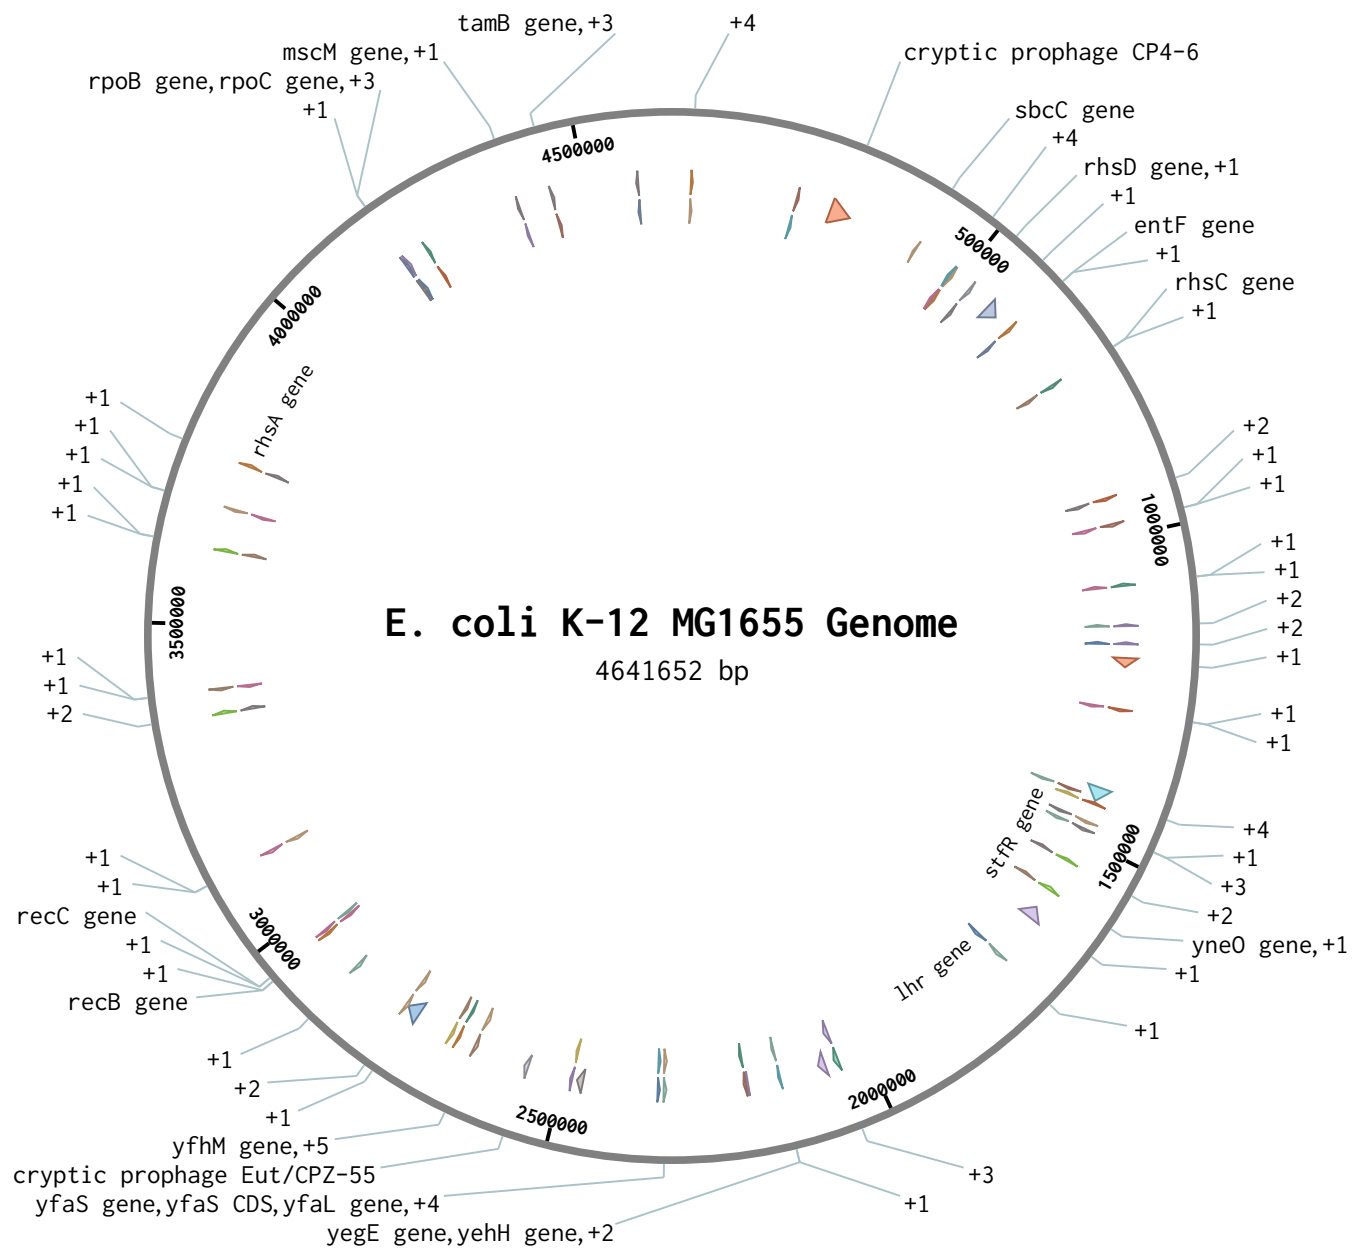 tamB gene,+3
+4
mscM gene,+1
cryptic prophage CP4-6
rpoB gene,rpoC gene,+3
+1
sbcC gene
+4
4500000
rhsD gene,+1
+1
entF gene
500000
+1
rhsC gene
+1
4000000
rhsA gene
+1
+1
+1
+1
+1
+2
+1
+1
1000000
+1
+1
+2
+2
+1
3500000
E. coli K-12 MG1655 Genome
4641652 bp
+1
+1
+2
+1
+1
stfR gene
+4
1500000
+1
+3
+2
yneO gene,+1
+1
+1
+1
+1
recC gene
3000000
+1
+1
recB gene
lhr gene
+1
+2
+1
yfhM gene,+5
2000000
2500000
cryptic prophage Eut/CPZ-55
+3
yfaS gene,yfaS CDS,yfaL gene,+4
+1
yegE gene,yehH gene,+2